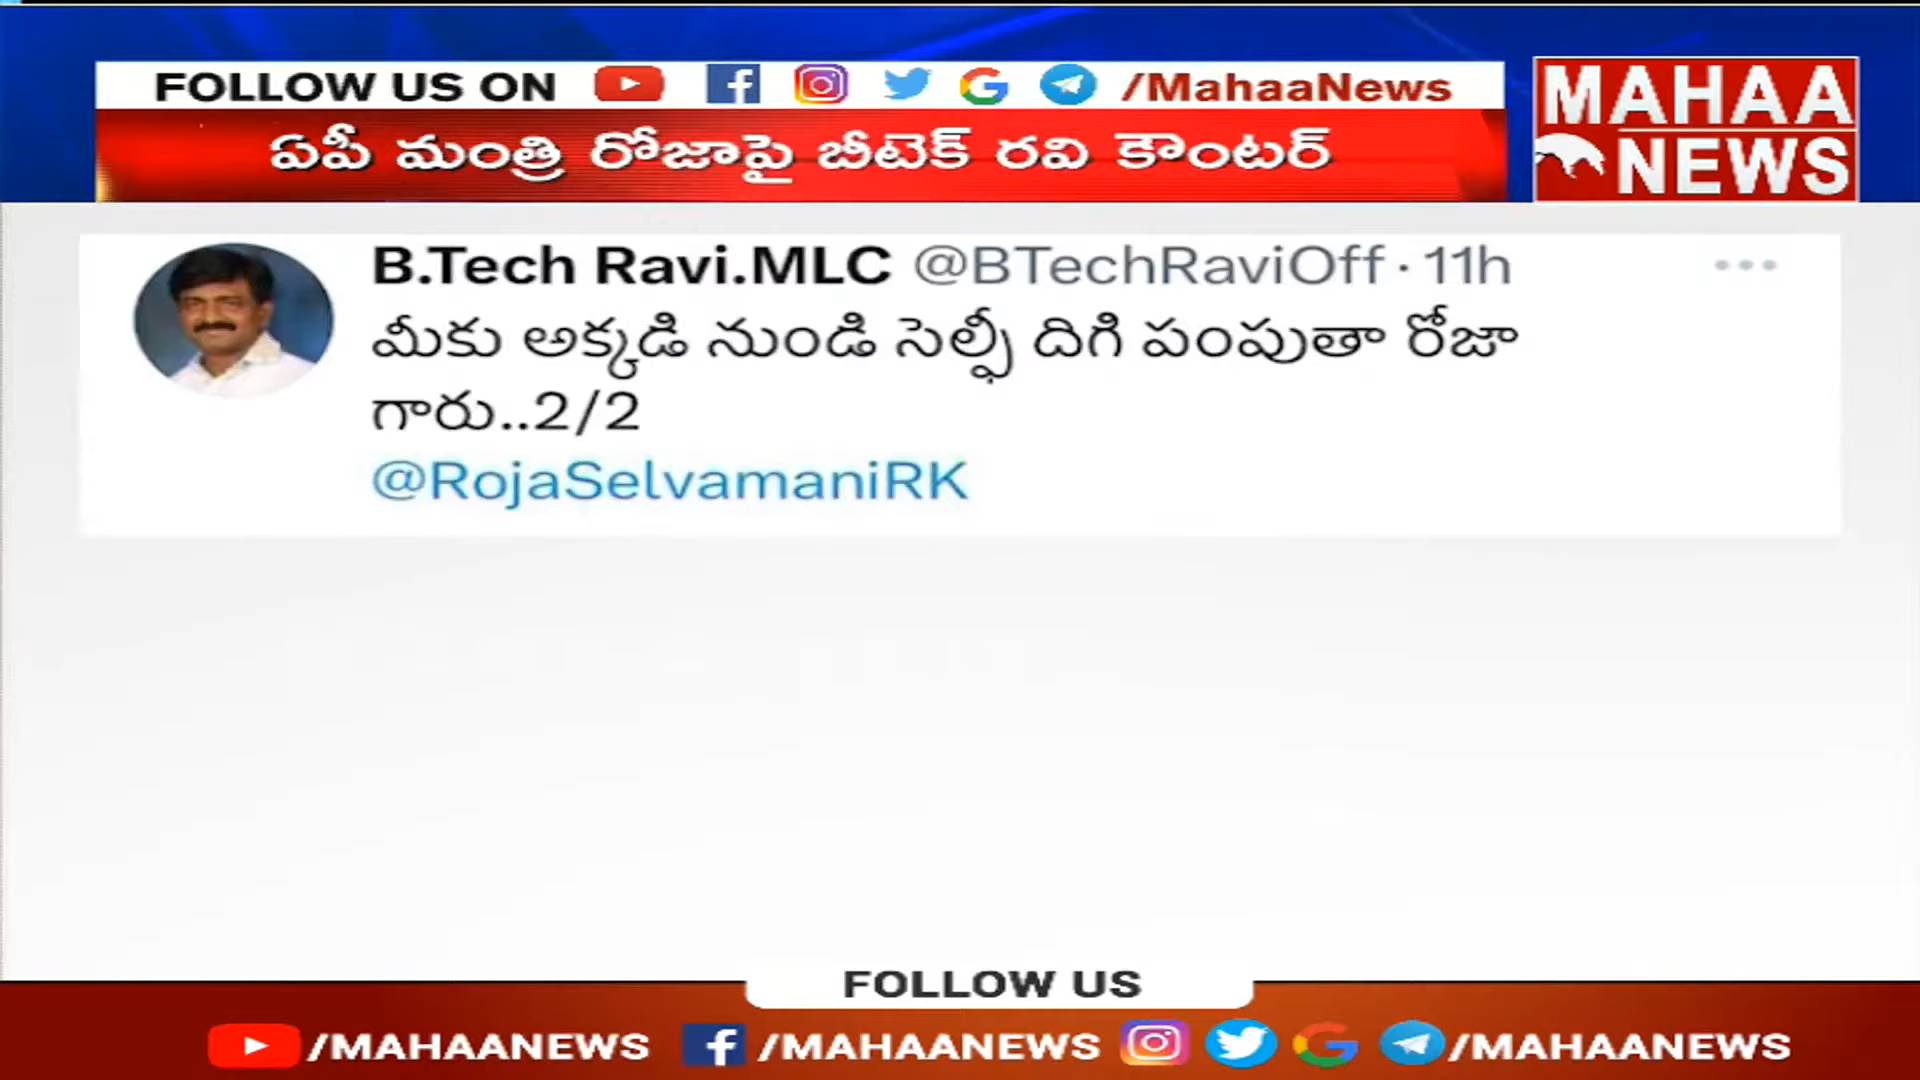 FOLLOW US ON /MahaaNews
ఏపీ మంత్రి రోజాపై బీటెక్ రవి కౌంటర్
MAHAA
NEWS
B.Tech Ravi.MLC @BTechRaviOff · 11h
మీకు అక్కడి నుండి సెల్ఫీ దిగి పంపుతా రోజా
గారు..2/2
@RojaSelvamaniRK
FOLLOW US
/MAHAANEWS /MAHAANEWS /MAHAANEWS